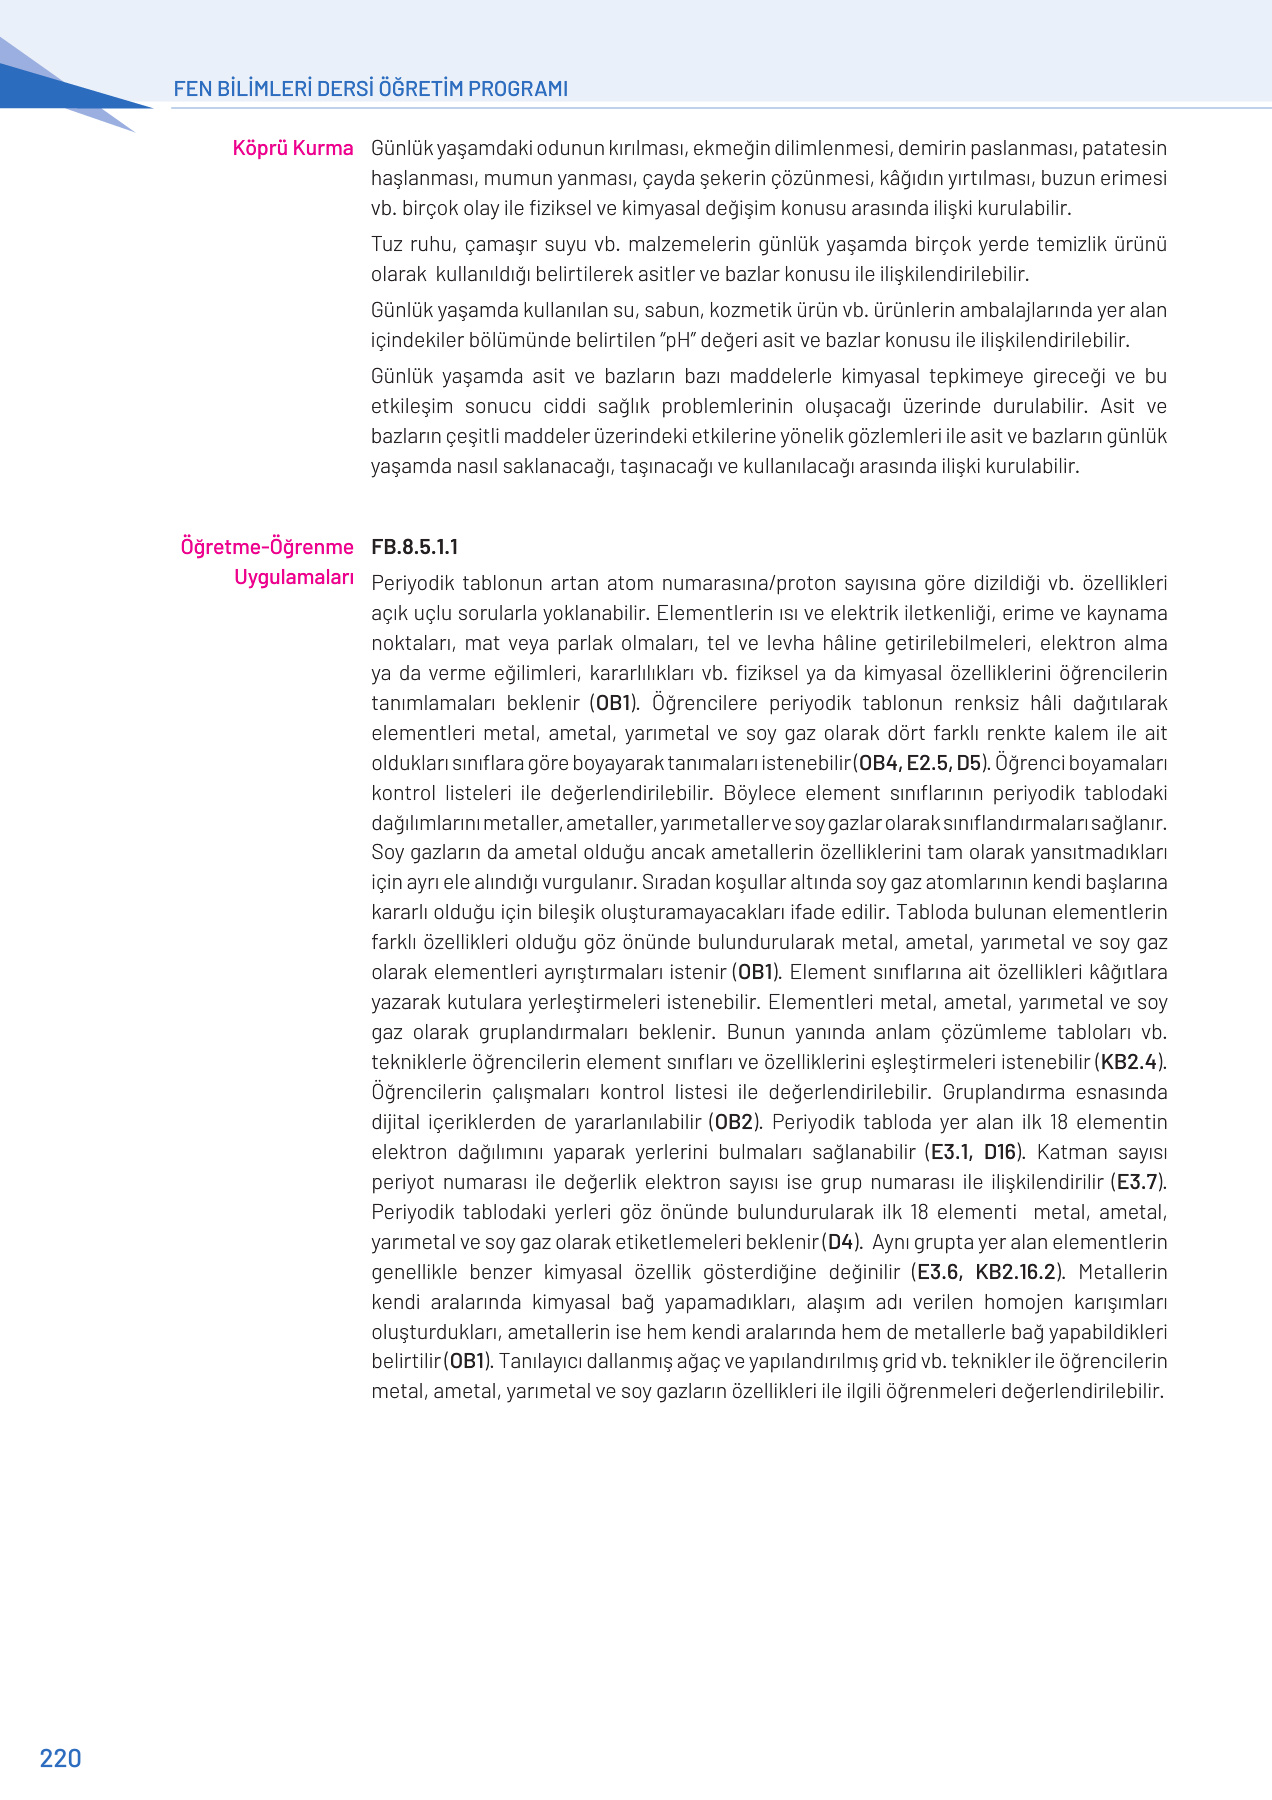 FEN BİLİMLERİ DERSİ ÖĞRETİM PROGRAMI
Köprü Kurma
Günlük yaşamdaki odunun kırılması, ekmeğin dilimlenmesi, demirin paslanması, patatesin
haşlanması, mumun yanması, çayda şekerin çözünmesi, kâğıdın yırtılması, buzun erimesi
vb. birçok olay ile fiziksel ve kimyasal değişim konusu arasında ilişki kurulabilir.
Tuz ruhu, çamaşır suyu vb. malzemelerin günlük yaşamda birçok yerde temizlik ürünü
olarak kullanıldığı belirtilerek asitler ve bazlar konusu ile ilişkilendirilebilir.
Günlük yaşamda kullanılan su, sabun, kozmetik ürün vb. ürünlerin ambalajlarında yer alan
içindekiler bölümünde belirtilen “pH” değeri asit ve bazlar konusu ile ilişkilendirilebilir.
Günlük yaşamda asit ve bazların bazı maddelerle kimyasal tepkimeye gireceği ve bu
etkileşim sonucu ciddi sağlık problemlerinin oluşacağı üzerinde durulabilir. Asit ve
bazların çeşitli maddeler üzerindeki etkilerine yönelik gözlemleri ile asit ve bazların günlük
yaşamda nasıl saklanacağı, taşınacağı ve kullanılacağı arasında ilişki kurulabilir.
Öğretme-Öğrenme
Uygulamaları
FB.8.5.1.1
Periyodik tablonun artan atom numarasına/proton sayısına göre dizildiği vb. özellikleri
açık uçlu sorularla yoklanabilir. Elementlerin ısı ve elektrik iletkenliği, erime ve kaynama
noktaları, mat veya parlak olmaları, tel ve levha hâline getirilebilmeleri, elektron alma
ya da verme eğilimleri, kararlılıkları vb. fiziksel ya da kimyasal özelliklerini öğrencilerin
tanımlamaları beklenir (OB1). Öğrencilere periyodik tablonun renksiz hâli dağıtılarak
elementleri metal, ametal, yarımetal ve soy gaz olarak dört farklı renkte kalem ile ait
oldukları sınıflara göre boyayarak tanımaları istenebilir (OB4, E2.5, D5). Öğrenci boyamaları
kontrol listeleri ile değerlendirilebilir. Böylece element sınıflarının periyodik tablodaki
dağılımlarını metaller, ametaller, yarımetaller ve soy gazlar olarak sınıflandırmaları sağlanır.
Soy gazların da ametal olduğu ancak ametallerin özelliklerini tam olarak yansıtmadıkları
için ayrı ele alındığı vurgulanır. Sıradan koşullar altında soy gaz atomlarının kendi başlarına
kararlı olduğu için bileşik oluşturamayacakları ifade edilir. Tabloda bulunan elementlerin
farklı özellikleri olduğu göz önünde bulundurularak metal, ametal, yarımetal ve soy gaz
olarak elementleri ayrıştırmaları istenir (OB1). Element sınıflarına ait özellikleri kâğıtlara
yazarak kutulara yerleştirmeleri istenebilir. Elementleri metal, ametal, yarımetal ve soy
gaz olarak gruplandırmaları beklenir. Bunun yanında anlam çözümleme tabloları vb.
tekniklerle öğrencilerin element sınıfları ve özelliklerini eşleştirmeleri istenebilir (KB2.4).
Öğrencilerin çalışmaları kontrol listesi ile değerlendirilebilir. Gruplandırma esnasında
dijital içeriklerden de yararlanılabilir (OB2). Periyodik tabloda yer alan ilk 18 elementin
elektron dağılımını yaparak yerlerini bulmaları sağlanabilir (E3.1, D16). Katman sayısı
periyot numarası ile değerlik elektron sayısı ise grup numarası ile ilişkilendirilir (E3.7).
Periyodik tablodaki yerleri göz önünde bulundurularak ilk 18 elementi metal, ametal,
yarımetal ve soy gaz olarak etiketlemeleri beklenir (D4). Aynı grupta yer alan elementlerin
genellikle benzer kimyasal özellik gösterdiğine değinilir (E3.6, KB2.16.2). Metallerin
kendi aralarında kimyasal bağ yapamadıkları, alaşım adı verilen homojen karışımları
oluşturdukları, ametallerin ise hem kendi aralarında hem de metallerle bağ yapabildikleri
belirtilir (OB1). Tanılayıcı dallanmış ağaç ve yapılandırılmış grid vb. teknikler ile öğrencilerin
metal, ametal, yarımetal ve soy gazların özellikleri ile ilgili öğrenmeleri değerlendirilebilir.
220